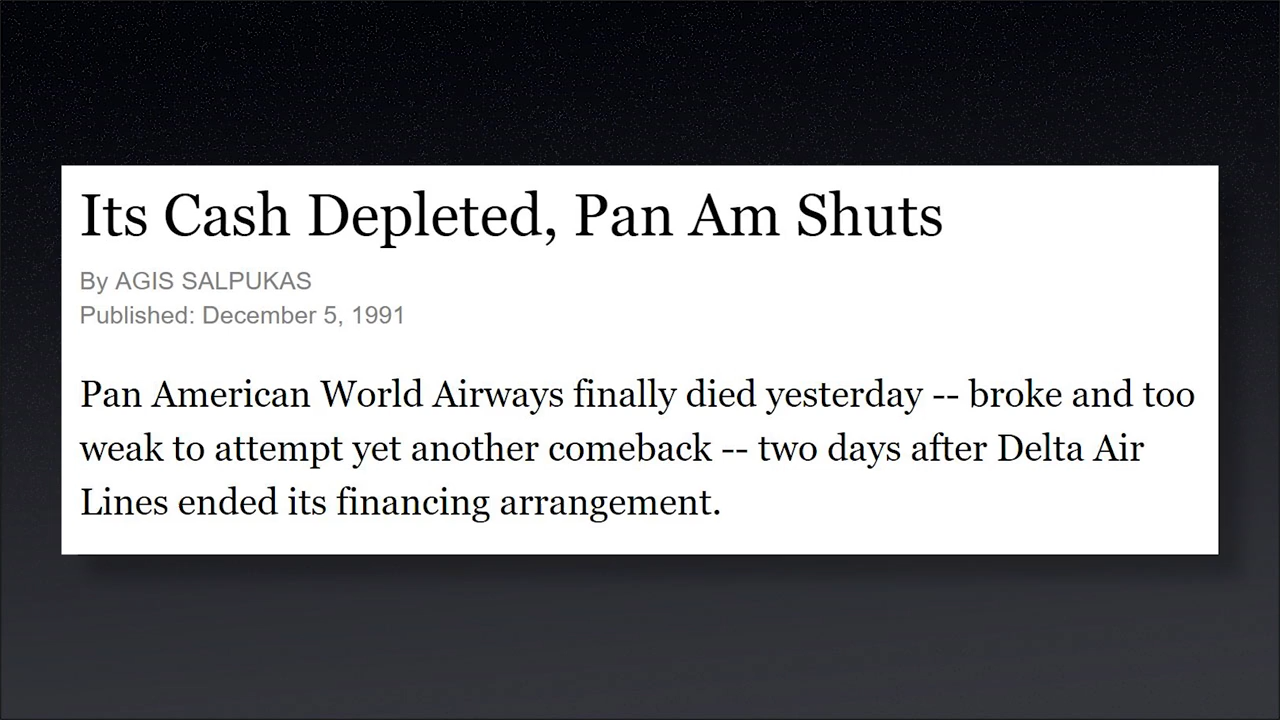 Its Cash Depleted, Pan Am Shuts
By AGIS SALPUKAS
Published: December 5, 1991
Pan American World Airways finally died yesterday -- broke and too
weak to attempt yet another comeback -- two days after Delta Air
Lines ended its financing arrangement.